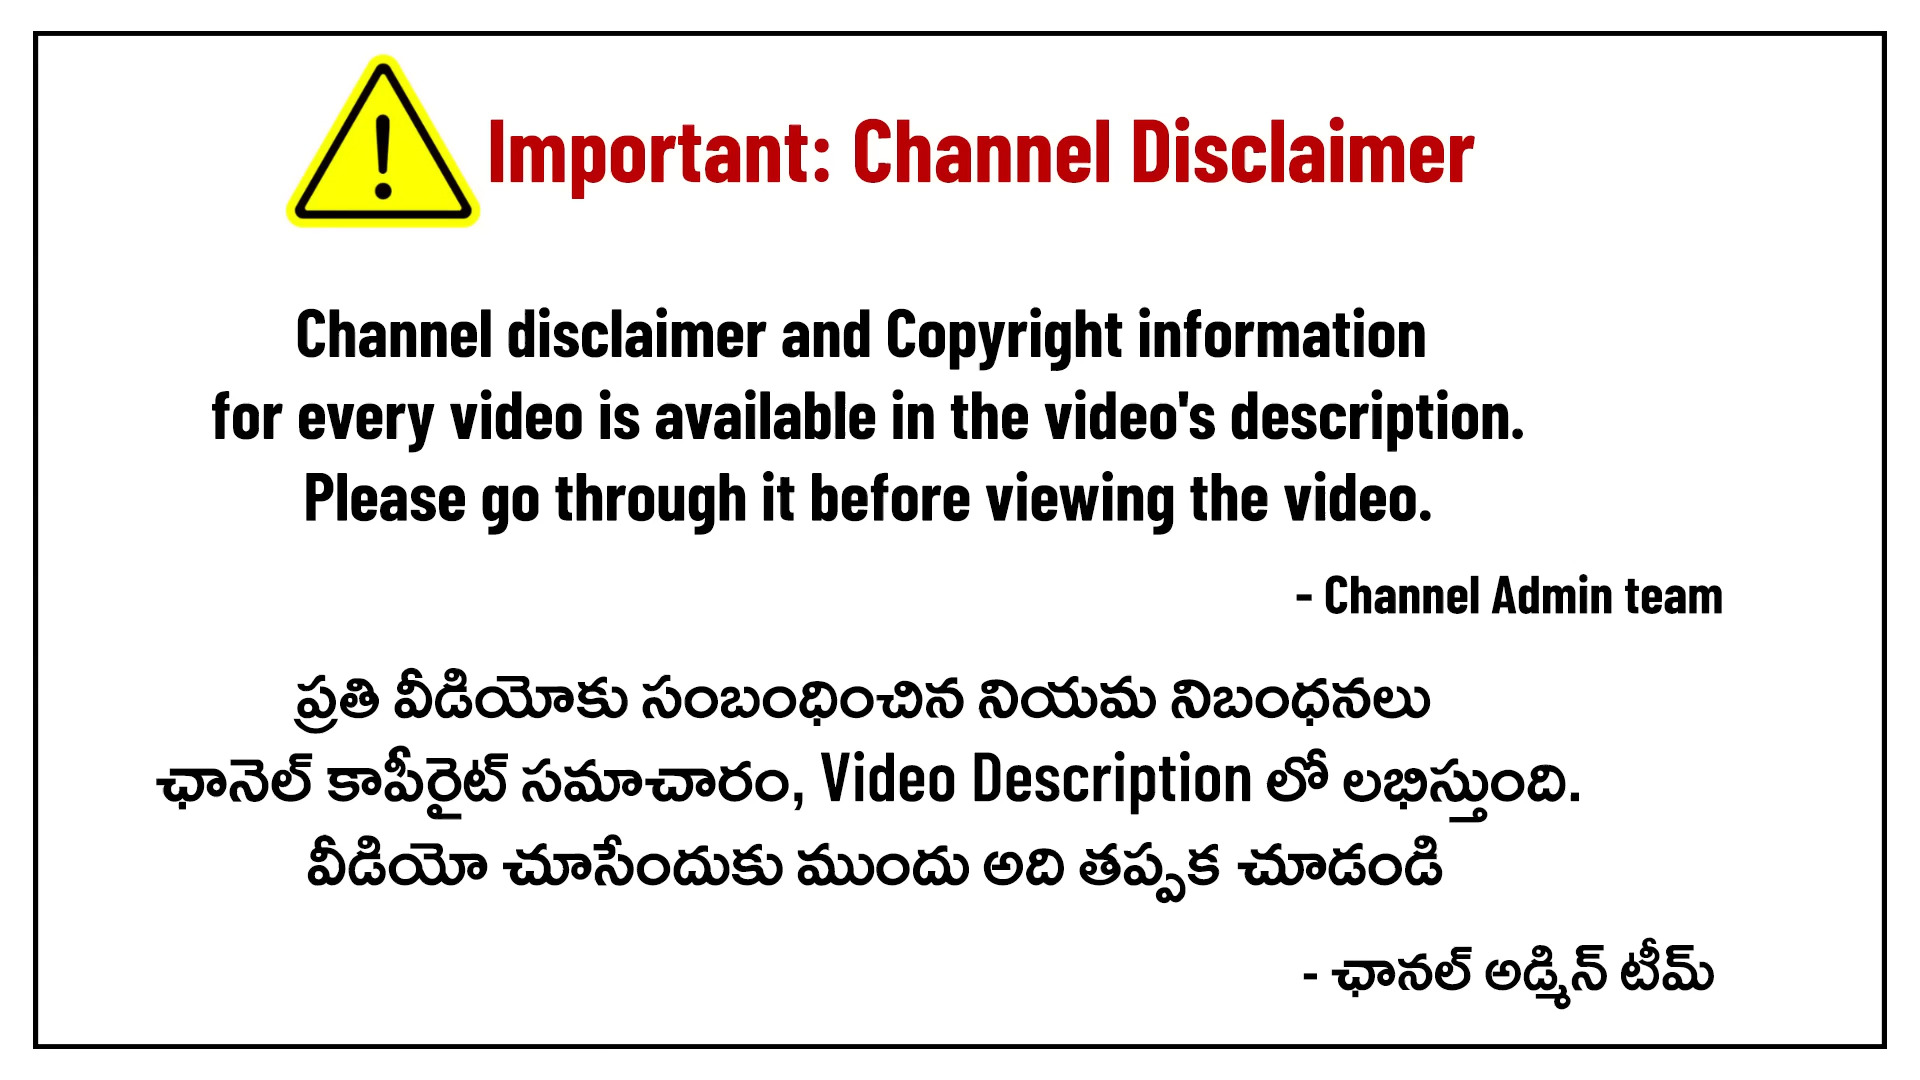 Important: Channel Disclaimer
Channel disclaimer and Copyright information
for every video is available in the video's description.
Please go through it before viewing the video.
- Channel Admin team
ప్రతి వీడియోకు సంబంధించిన నియమ నిబంధనలు
ఛానెల్ కాపీరైట్ సమాచారం, Video Description లో లభిస్తుంది.
వీడియో చూసేందుకు ముందు అది తప్పక చూడండి
- ఛానల్ అడ్మిన్ టీమ్